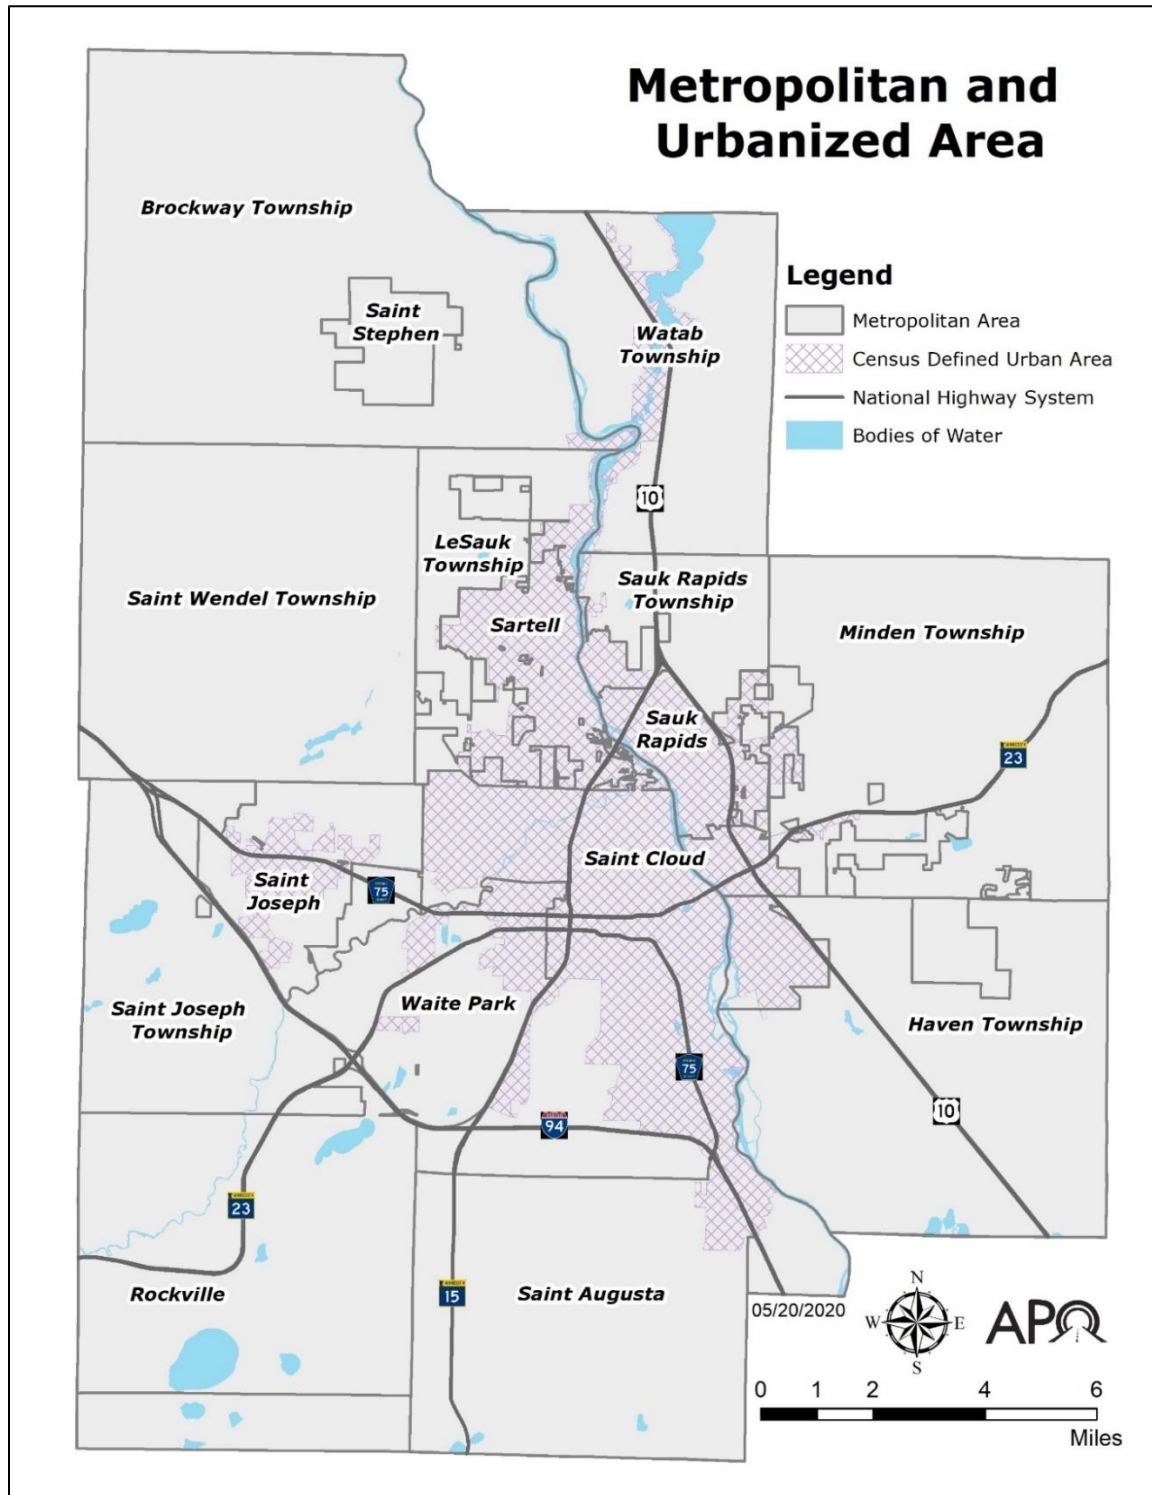 Metropolitan and
Urbanized Area
Brockway Township
Saint
Stephen
Watab
Township
Legend
Metropolitan Area
Census Defined Urban Area
National Highway System
Bodies of Water
10
LeSauk
Township
Sauk Rapids
Township
Saint Wendel Township
Sartell
Minden Township
Sauk
Rapids
23
Saint Cloud
Saint
Joseph
75
Saint Joseph
Township
Waite Park
Haven Township
75
10
94
23
Rockville
15
Saint Augusta
05/20/2020
N
W
E
S
APO
0 1 2 4 6
Miles